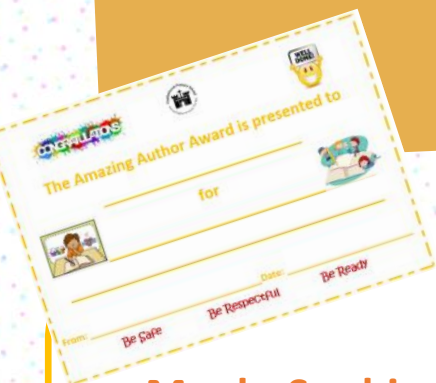 WELL
DONE!
CONGRATULATIONS
The Amazing Author Award is presented to
for
From:
Date:
Be Safe
Be Respectful
Be Ready